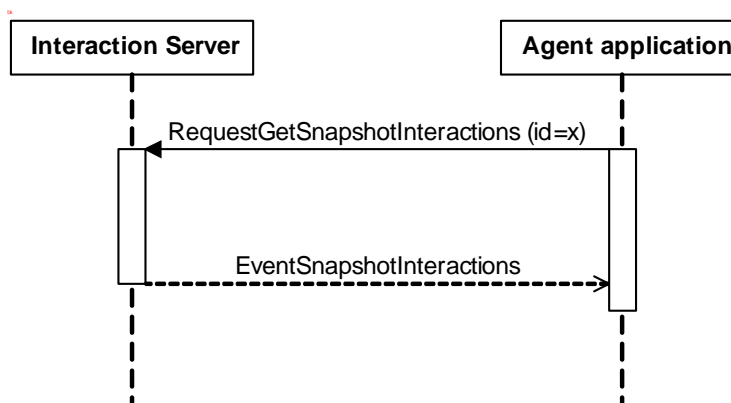 Interaction Server
Agent application
RequestGetSnapshotInteractions (id=x)
EventSnapshotInteractions